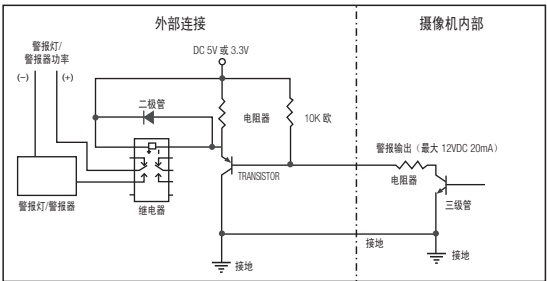 外部连接
摄像机内部
警报灯/
警报器功率
(−)
(+)
DC 5V 或 3.3V
二极管
电阻器
10K 欧
警报输出（最大 12VDC 20mA）
TRANSISTOR
电阻器
三级管
警报灯/警报器
继电器
接地
接地
接地